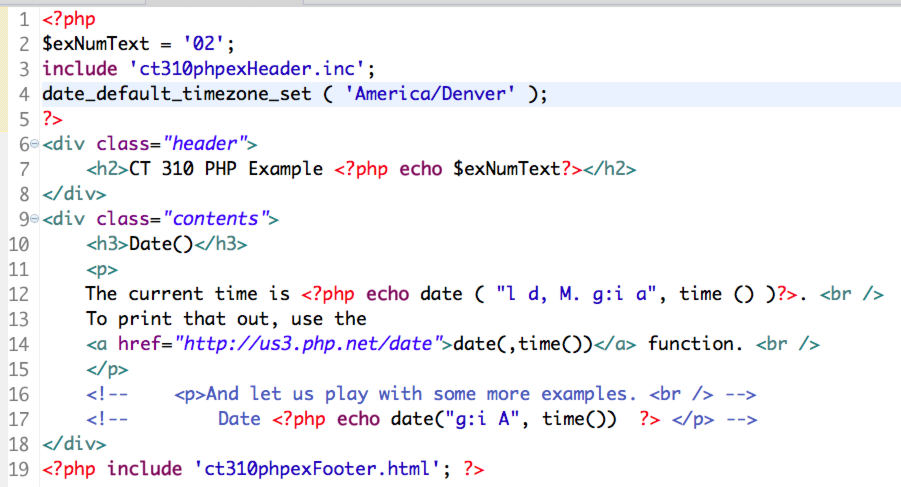 1 <?php
2 $exNumText = '02';
3 include 'ct310phpexHeader.inc';
4 date_default_timezone_set ( 'America/Denver' );
5 ?>
6 <div class="header">
7 <h2>CT 310 PHP Example <?php echo $exNumText?></h2>
8 </div>
9 <div class="contents">
10 <h3>Date()</h3>
11 <p>
12 The current time is <?php echo date ( "l d, M. g:i a", time () )?>. <br />
13 To print that out, use the
14 <a href="http://us3.php.net/date">date(,time())</a> function. <br />
15 </p>
16 <!-- <p>And let us play with some more examples. <br /> -->
17 <!-- Date <?php echo date("g:i A", time()) ?> </p> -->
18 </div>
19 <?php include 'ct310phpexFooter.html'; ?>